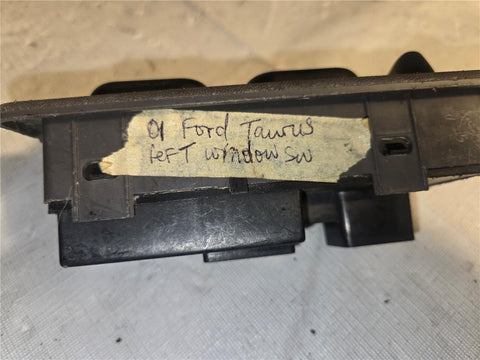 01 Ford Taurus
left window sw